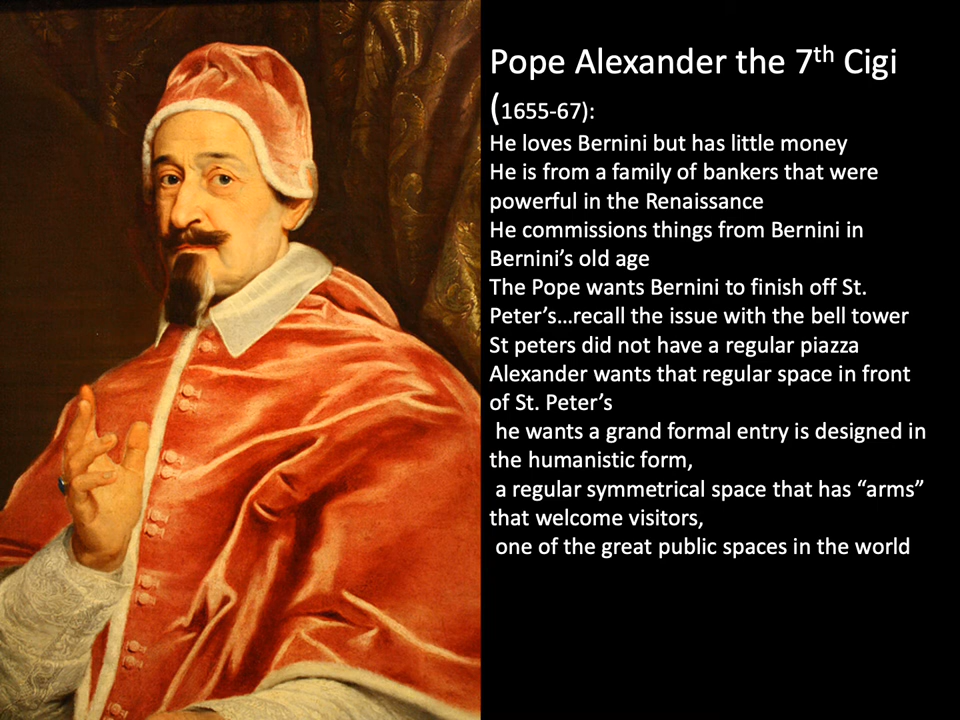 Pope Alexander the 7th Cigi
(1655-67):
He loves Bernini but has little money
He is from a family of bankers that were
powerful in the Renaissance
He commissions things from Bernini in
Bernini’s old age
The Pope wants Bernini to finish off St.
Peter’s…recall the issue with the bell tower
St peters did not have a regular piazza
Alexander wants that regular space in front
of St. Peter’s
he wants a grand formal entry is designed in
the humanistic form,
a regular symmetrical space that has “arms”
that welcome visitors,
one of the great public spaces in the world